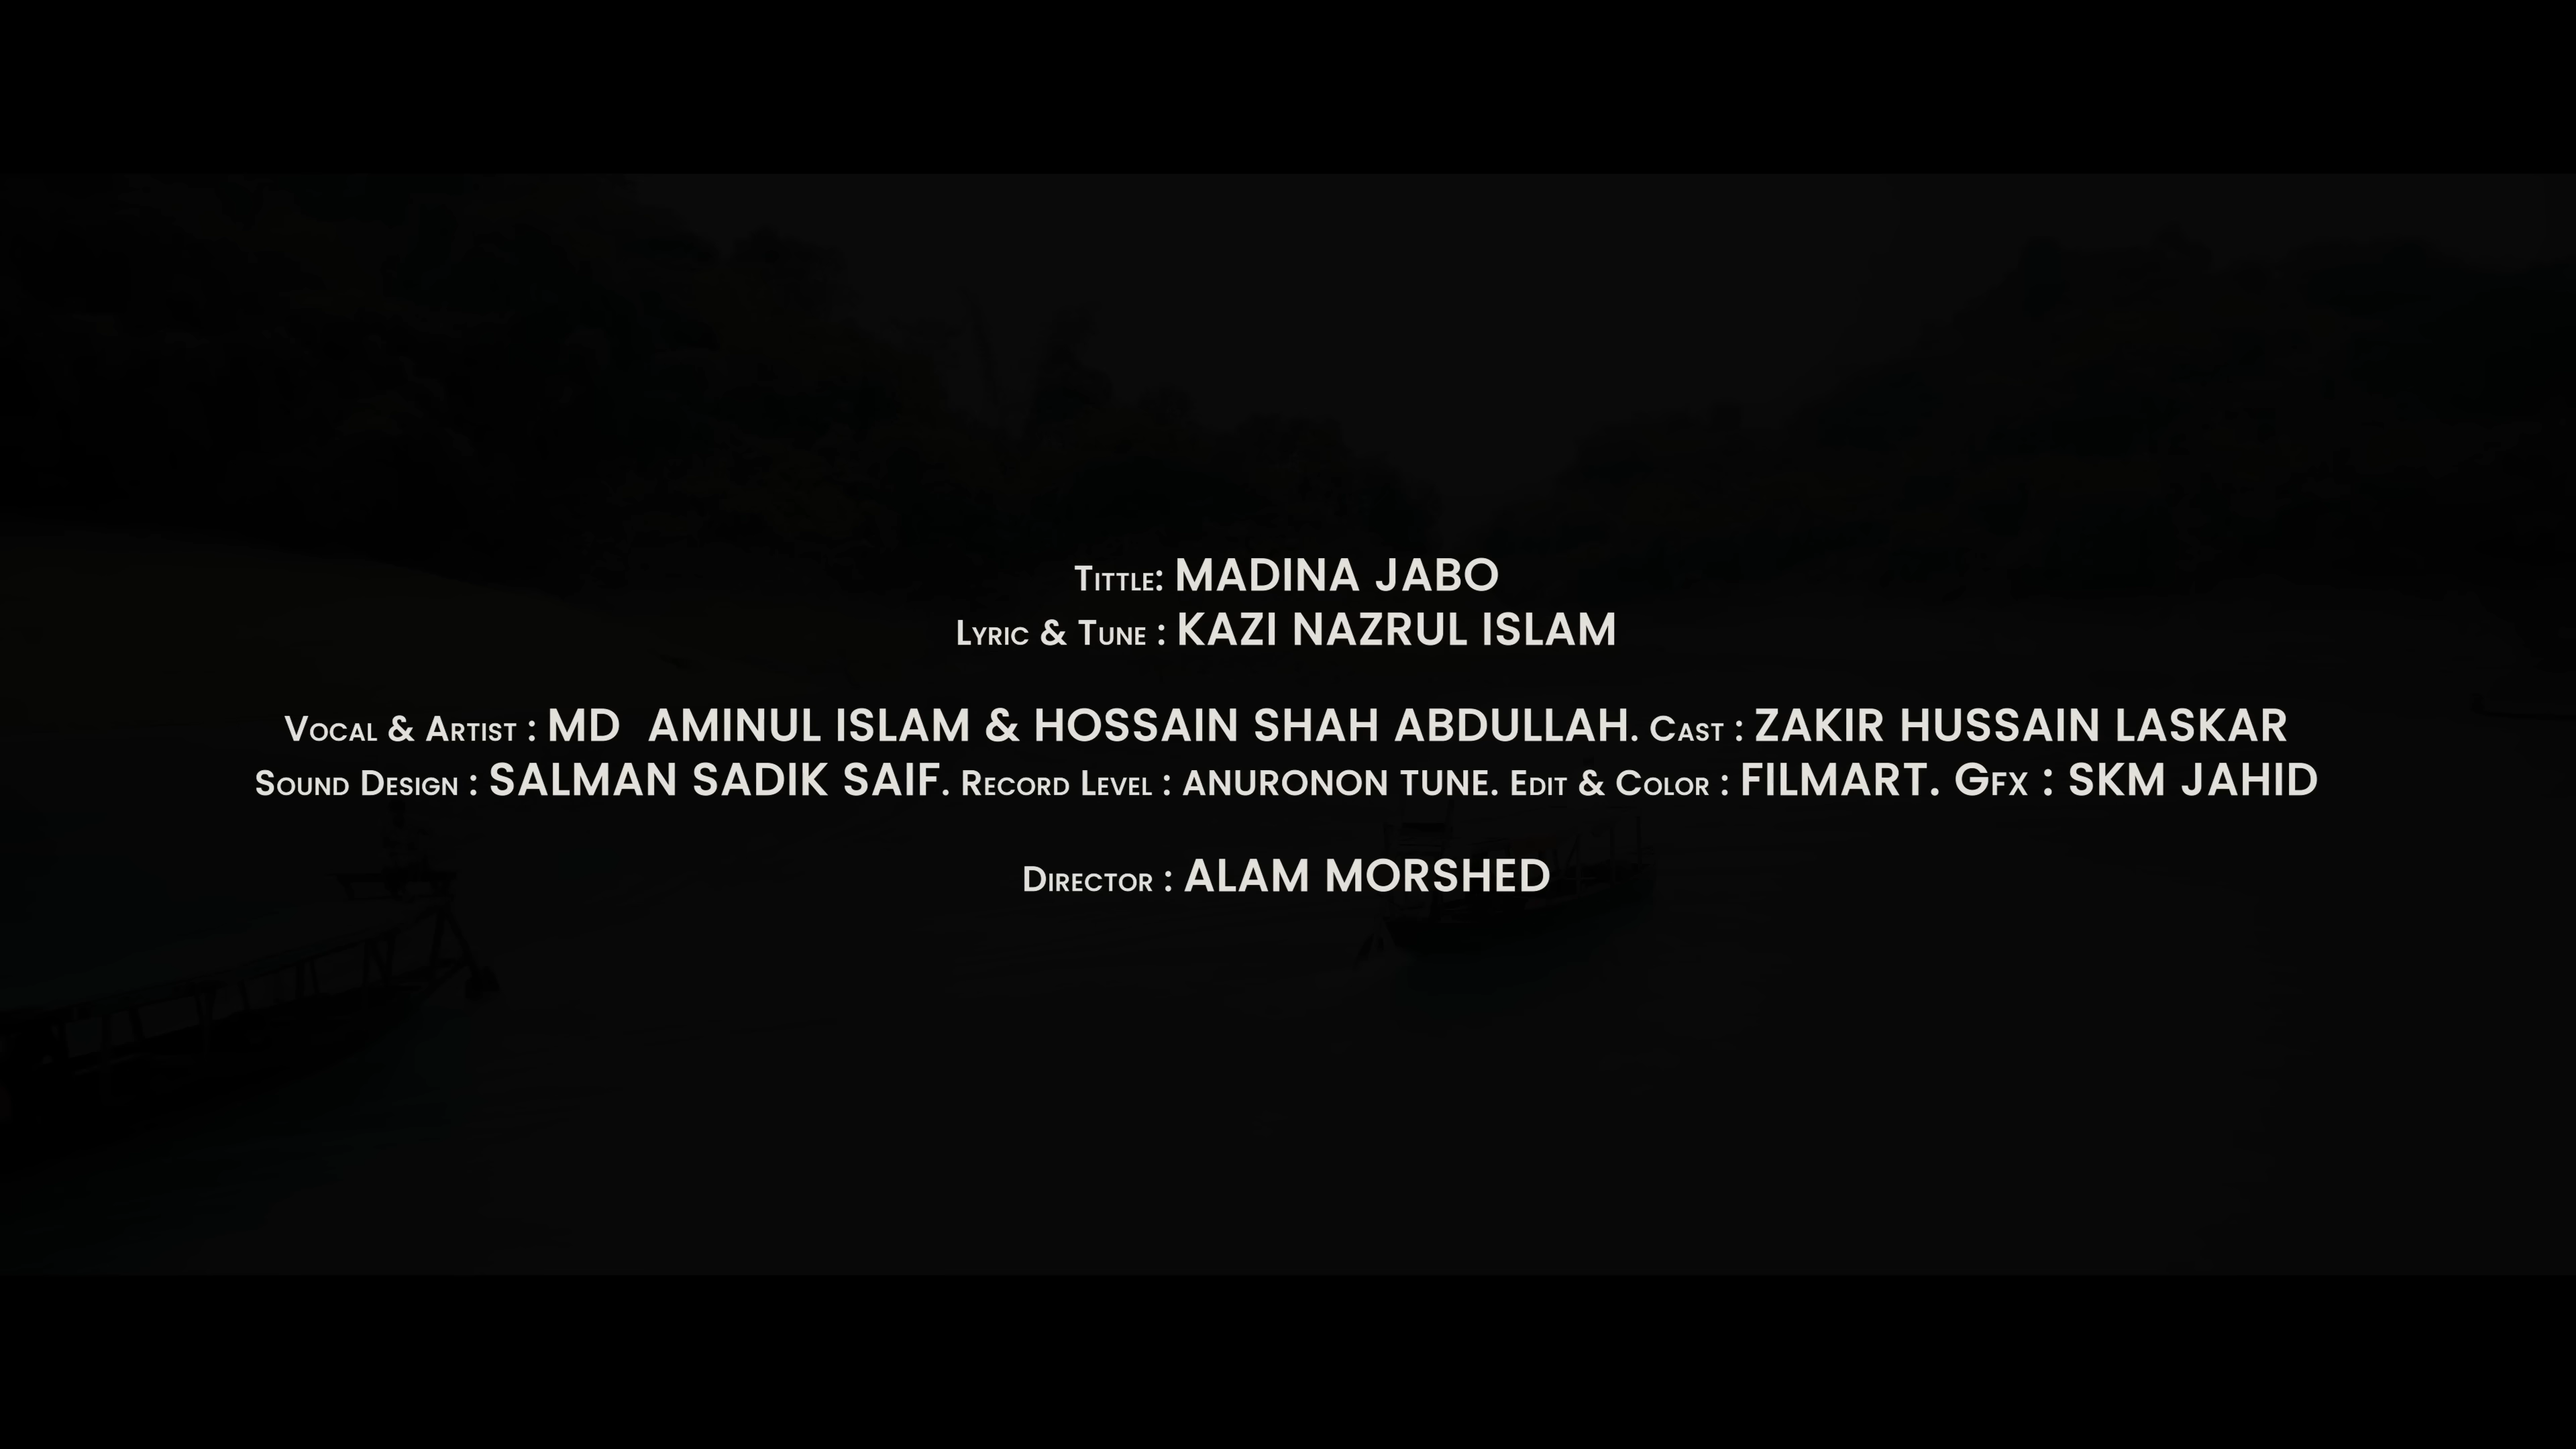 Tittle: MADINA JABO
Lyric & Tune : KAZI NAZRUL ISLAM
Vocal & Artist : MD  AMINUL ISLAM & HOSSAIN SHAH ABDULLAH. Cast : ZAKIR HUSSAIN LASKAR
Sound Design : SALMAN SADIK SAIF. Record Level : ANURONON TUNE. Edit & Color : FILMART. Gfx : SKM JAHID
Director : ALAM MORSHED